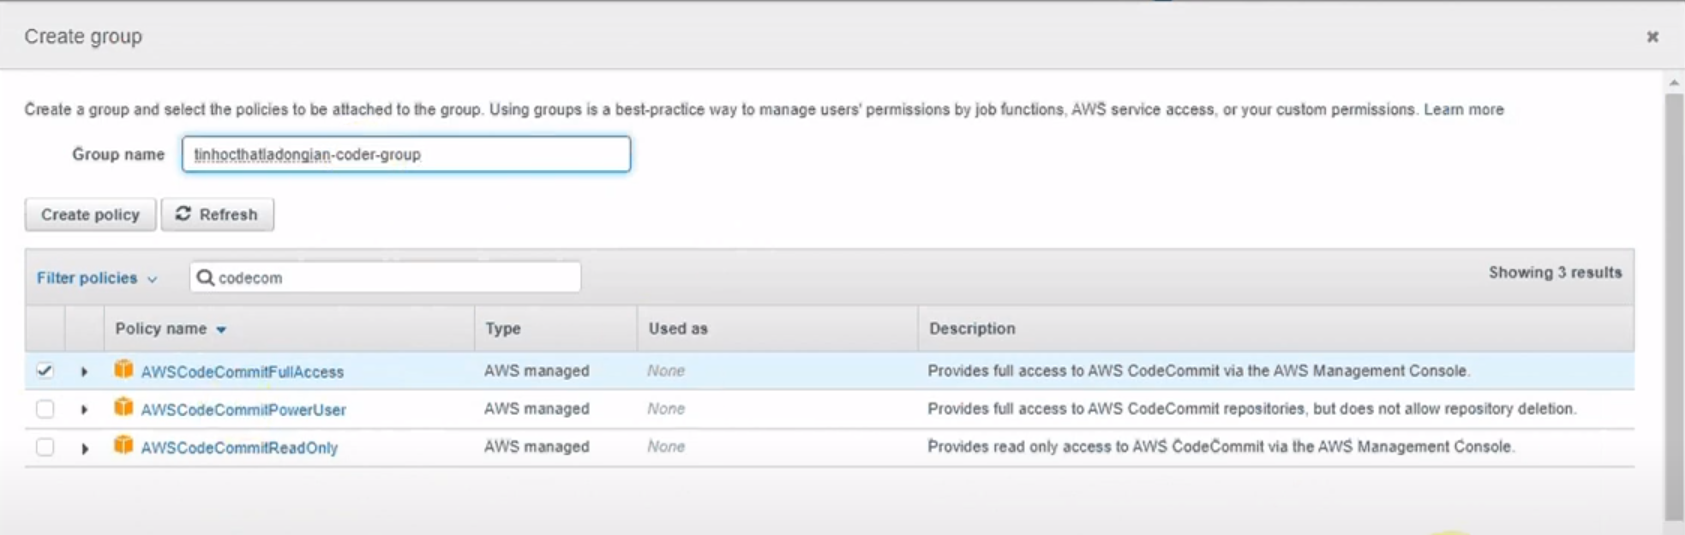 Create group
Create a group and select the policies to be attached to the group. Using groups is a best-practice way to manage users' permissions by job functions, AWS service access, or your custom permissions. Learn more
Group name tinhocthatladongian-coder-group
Create policy Refresh
Filter policies codecom Showing 3 results
Policy name Type Used as Description
AWSCodeCommitFullAccess AWS managed None Provides full access to AWS CodeCommit via the AWS Management Console.
AWSCodeCommitPowerUser AWS managed None Provides full access to AWS CodeCommit repositories, but does not allow repository deletion.
AWSCodeCommitReadOnly AWS managed None Provides read only access to AWS CodeCommit via the AWS Management Console.